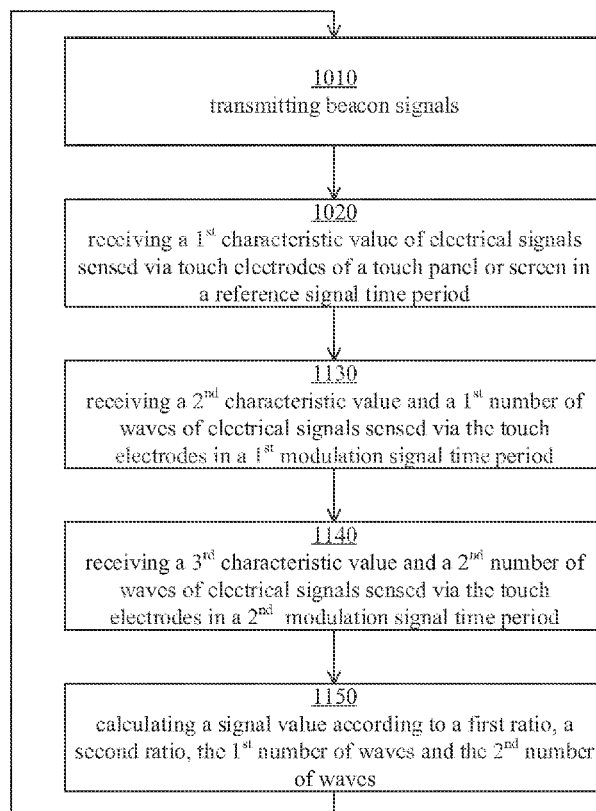 1010
transmitting beacon signals
1020
receiving a 1st characteristic value of electrical signals
sensed via touch electrodes of a touch panel or screen in
a reference signal time period
1130
receiving a 2nd characteristic value and a 1st number of
waves of electrical signals sensed via the touch
electrodes in a 1st modulation signal time period
1140
receiving a 3rd characteristic value and a 2nd number of
waves of electrical signals sensed via the touch
electrodes in a 2nd modulation signal time period
1150
calculating a signal value according to a first ratio, a
second ratio, the 1st number of waves and the 2nd number
of waves